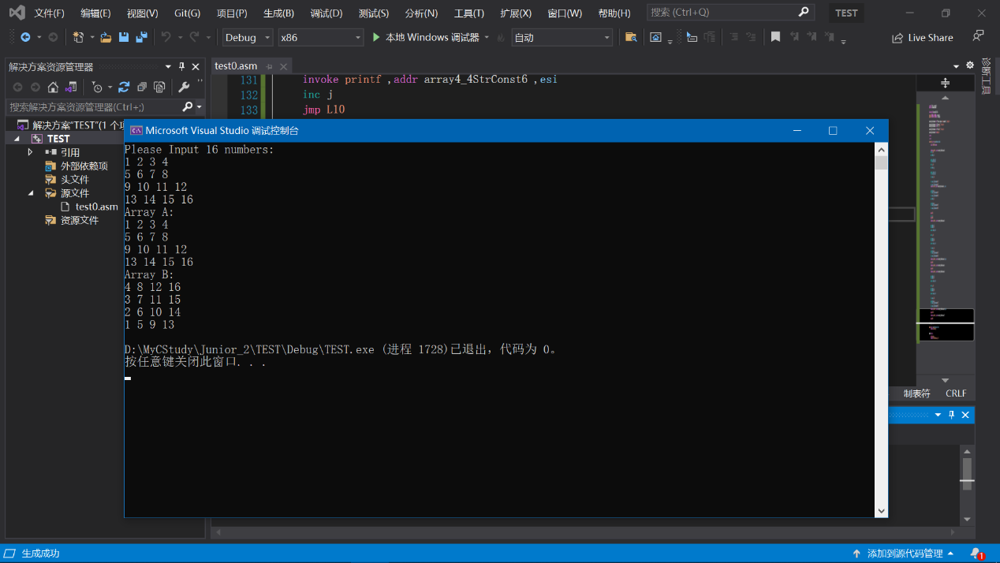 文件(F) 编辑(E) 视图(V) Git(G) 项目(P) 生成(B) 调试(D) 测试(S) 分析(N) 工具(T) 扩展(X) 窗口(W) 帮助(H) 搜索 (Ctrl+Q) TEST
Debug x86 本地 Windows 调试器 自动 Live Share
解决方案资源管理器
搜索解决方案资源管理器(Ctrl+;)
解决方案"TEST"(1 个项
TEST
引用
外部依赖项
头文件
源文件
test0.asm
资源文件
test0.asm
131 invoke printf ,addr array4_4StrConst6 ,esi
132 inc j
133 jmp L10
诊断工具
Microsoft Visual Studio 调试控制台
Please Input 16 numbers:
1 2 3 4
5 6 7 8
9 10 11 12
13 14 15 16
Array A:
1 2 3 4
5 6 7 8
9 10 11 12
13 14 15 16
Array B:
4 8 12 16
3 7 11 15
2 6 10 14
1 5 9 13
D:\MyCStudy\Junior_2\TEST\Debug\TEST.exe (进程 1728)已退出，代码为 0。
按任意键关闭此窗口. . .
制表符 CRLF
生成成功 添加到源代码管理 1